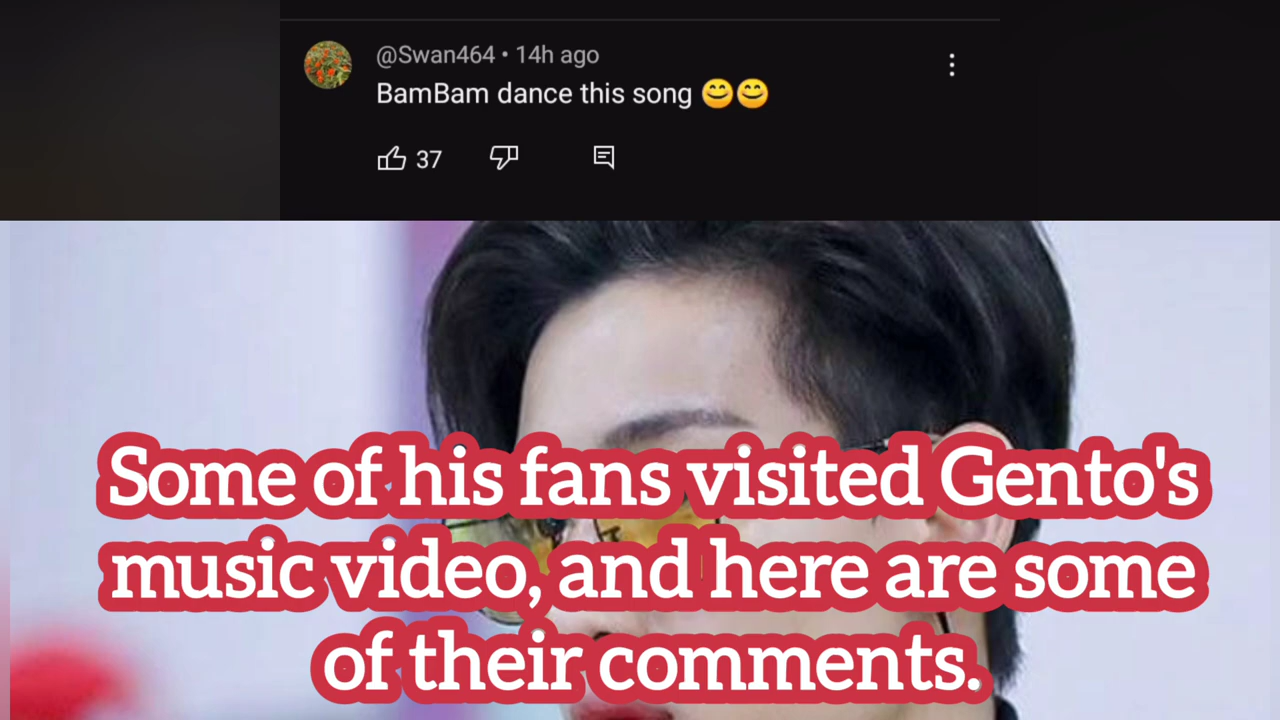 @Swan464 • 14h ago
BamBam dance this song 😊😊
37
Some of his fans visited Gento's
music video, and here are some
of their comments.